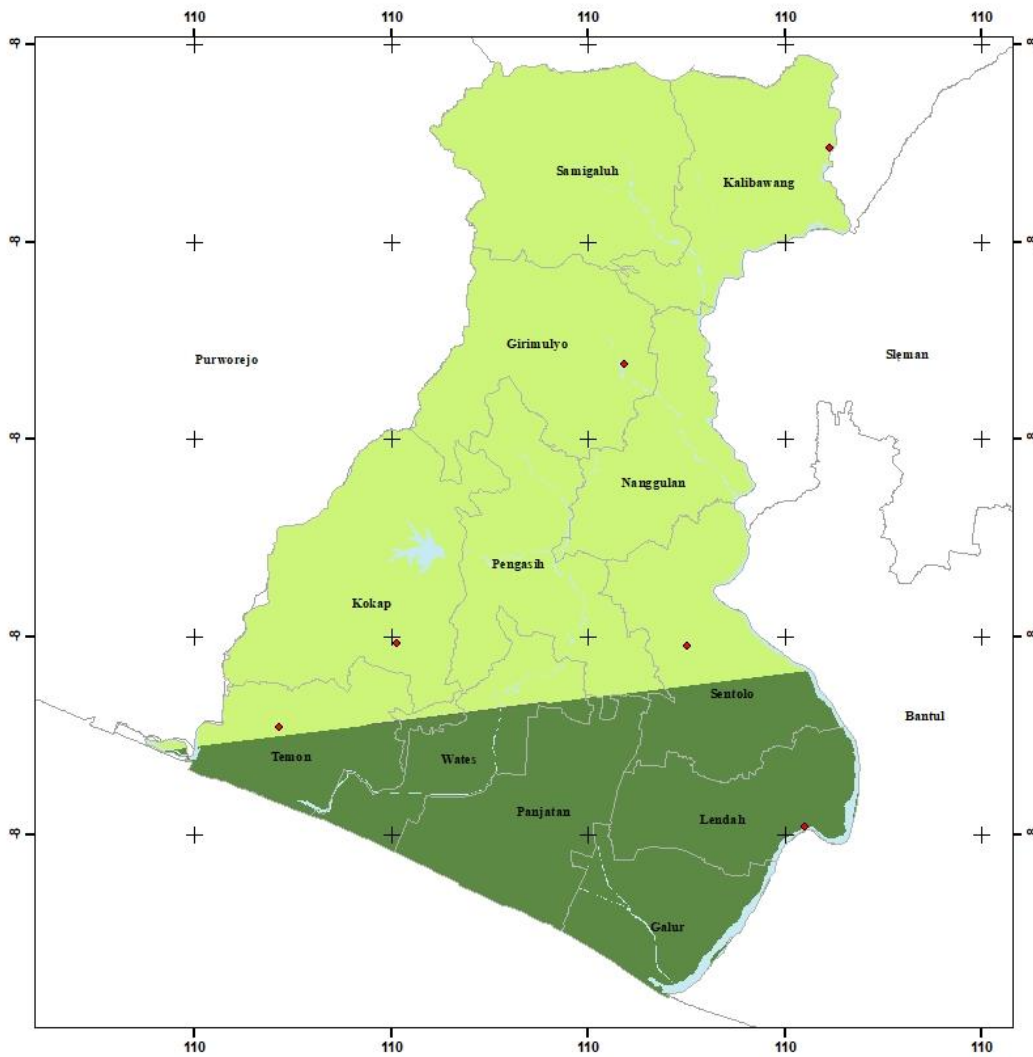 110 110 110 110 110
-8 -8
Samigaluh
Kalibawang
-8 -8
Girimulyo
Purworejo
Sleman
-8 -8
Nanggulan
Pengasih
Kokap
-8 -8
Sentolo
Bantul
Temon
Wates
Panjatan
Lendah
-8 -8
Galur
110 110 110 110 110